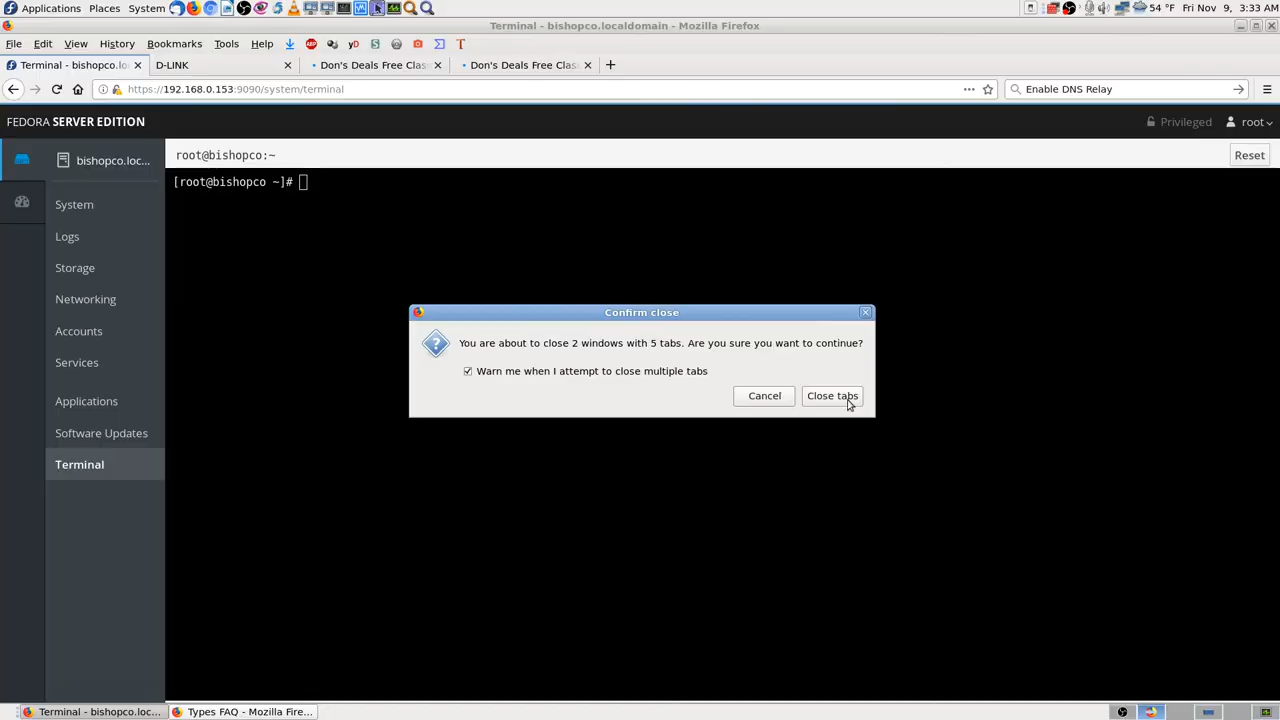 Applications Places System 54 °F Fri Nov 9, 3:33 AM
Terminal - bishopco.localdomain - Mozilla Firefox
File Edit View History Bookmarks Tools Help
Terminal - bishopco.lo D-LINK Don's Deals Free Clas Don's Deals Free Clas
https://192.168.0.153:9090/system/terminal Enable DNS Relay
FEDORA SERVER EDITION Privileged root
bishopco.loc... root@bishopco:~ Reset
[root@bishopco ~]#
System
Logs
Storage
Networking
Accounts
Services
Applications
Software Updates
Terminal
Confirm close
You are about to close 2 windows with 5 tabs. Are you sure you want to continue?
Warn me when I attempt to close multiple tabs
Cancel Close tabs
Terminal - bishopco.loc... Types FAQ - Mozilla Fire...